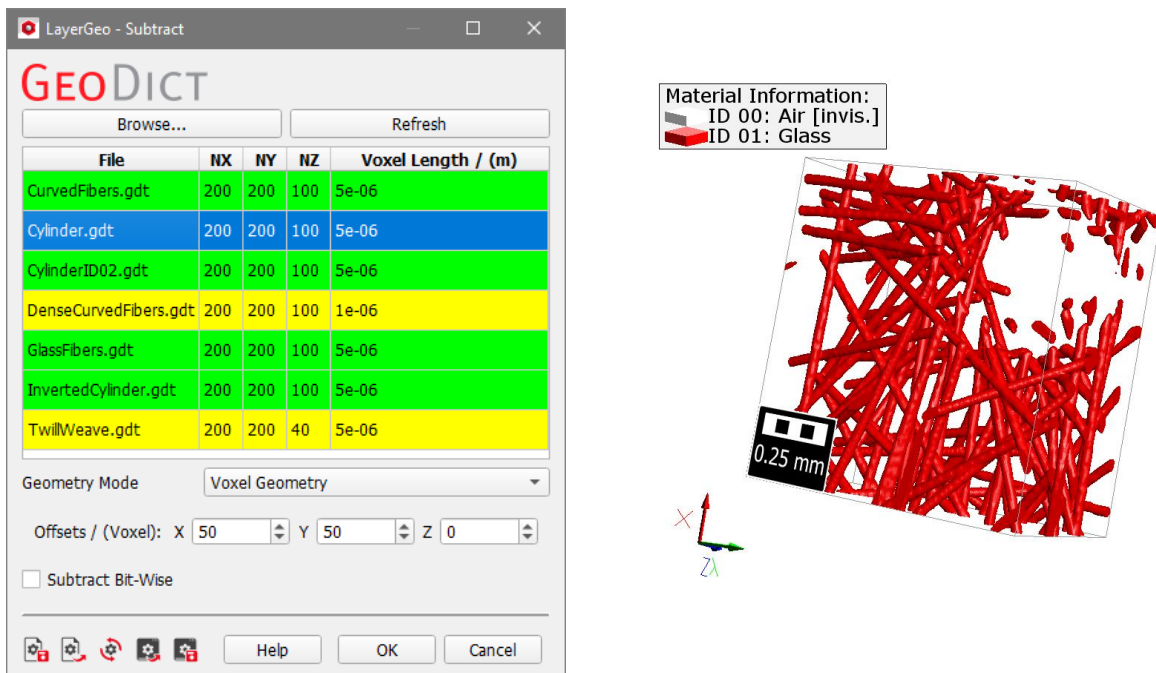 LayerGeo - Subtract
GEODICT
Browse... Refresh
File NX NY NZ Voxel Length / (m)
CurvedFibers.gdt 200 200 100 5e-06
Cylinder.gdt 200 200 100 5e-06
CylinderID02.gdt 200 200 100 5e-06
DenseCurvedFibers.gdt 200 200 100 1e-06
GlassFibers.gdt 200 200 100 5e-06
InvertedCylinder.gdt 200 200 100 5e-06
TwillWeave.gdt 200 200 40 5e-06
Geometry Mode Voxel Geometry
Offsets / (Voxel): X 50 Y 50 Z 0
Subtract Bit-Wise
Help OK Cancel
Material Information:
ID 00: Air [invis.]
ID 01: Glass
0.25 mm
X
Z Y